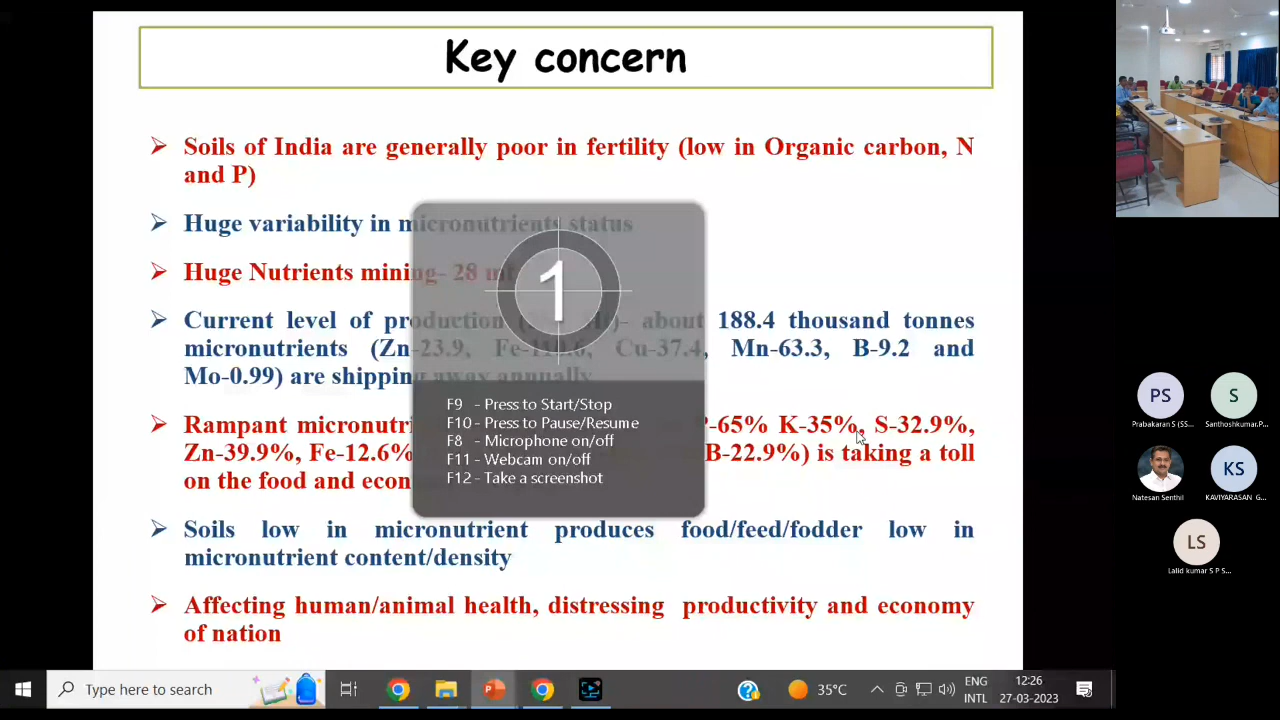 Key concern
Soils of India are generally poor in fertility (low in Organic carbon, N
and P)
Huge variability in micronutrients status
Huge Nutrients mining- 28 mt
Current level of production about 188.4 thousand tonnes
micronutrients (Zn-23.9, Fe-110.6, Cu-37.4, Mn-63.3, B-9.2 and
Mo-0.99) are shipping away annually
Rampant P-65% K-35%, S-32.9%,
Zn-39.9%, Fe-12.6% B-22.9%) is taking a toll
on the food and
Soils low in micronutrient produces food/feed/fodder low in
micronutrient content/density
Affecting human/animal health, distressing productivity and economy
of nation
1
F9 - Press to Start/Stop
F10 - Press to Pause/Resume
F8 - Microphone on/off
F11 - Webcam on/off
F12 - Take a screenshot
PS
S
Prabakaran S (SS...
Santhoshkumar.P...
KS
Natesan Senthil
KAVIYARASAN G...
LS
Lalid kumar S P S...
Type here to search
35°C
ENG
INTL
12:26
27-03-2023